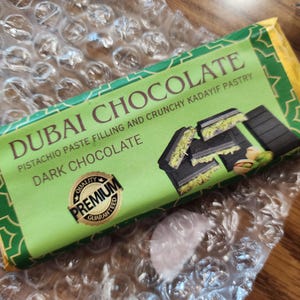 DUBAI CHOCOLATE
PISTACHIO PASTE FILLING AND CRUNCHY KADAYIF PASTRY
DARK CHOCOLATE
QUALITY
PREMIUM
GUARANTEED